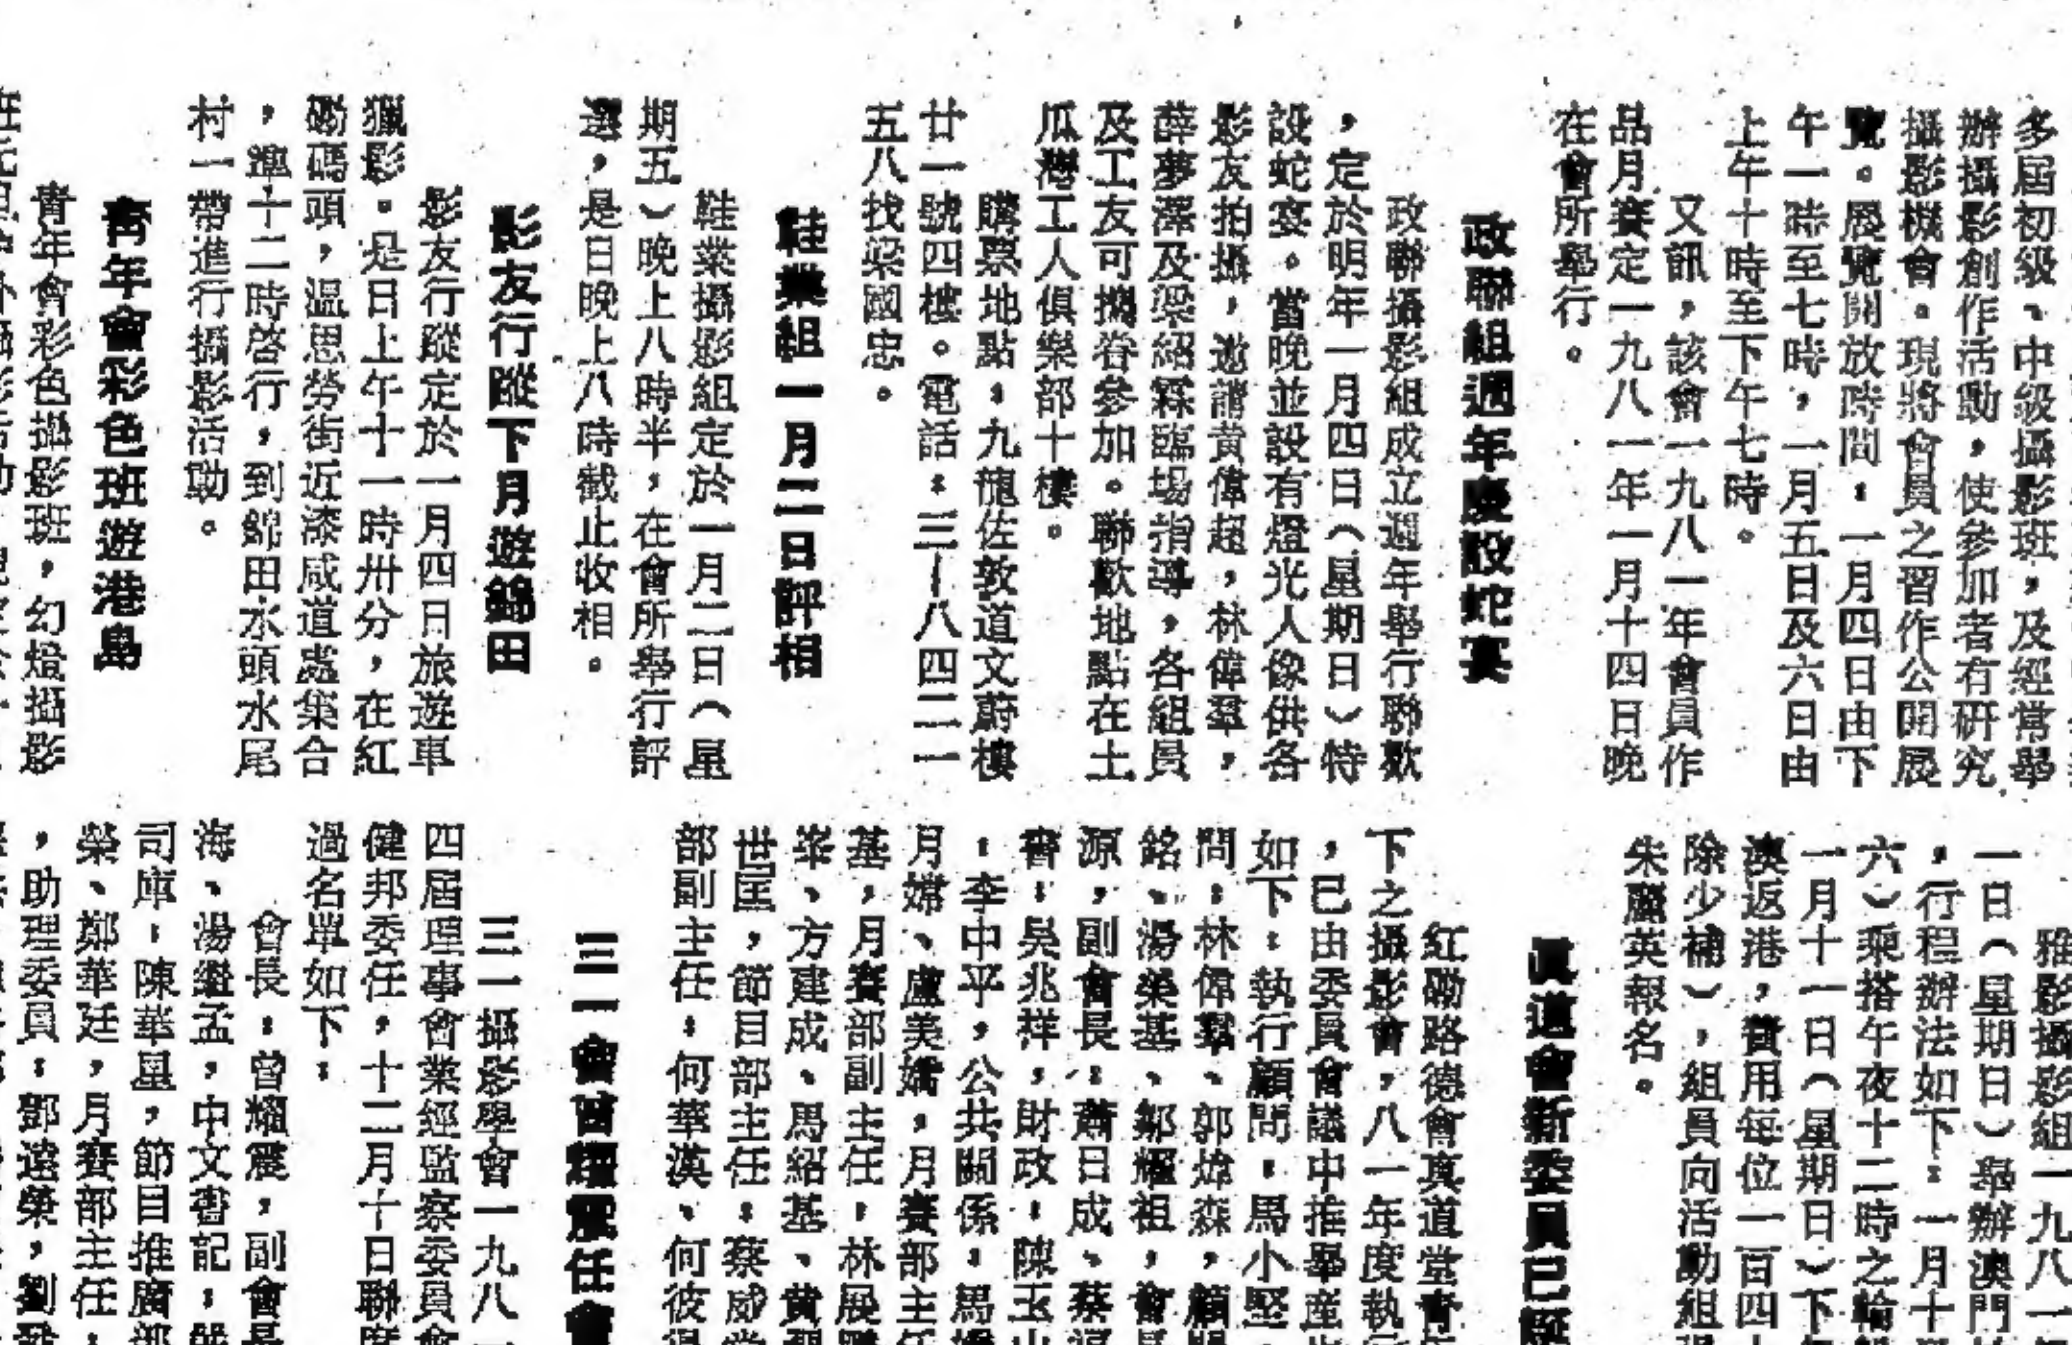 多屆初級、中級攝影班，及經常舉
辦攝影創作活動，使參加者有研究
攝影機會。現將會員之習作公開展
覽。展覽開放時間：一月四日由下
午一時至七時，一月五日及六日由
上午十時至下午七時。
又訊，該會一九八一年會員作
品月賽定一九八一年一月十四日晚
在會所舉行。
政聯組週年慶設蛇宴
政聯攝影組成立週年舉行聯歡
，定於明年一月四日（星期日）特
設蛇宴。當晚並設有燈光人像供各
影友拍攝，邀請黃偉超，林偉羣，
薛夢澤及梁紹霖臨場指導，各組員
及工友可攜眷參加。聯歡地點在土
瓜灣工人俱樂部十樓。
購票地點：九龍佐敦道文蔚樓
廿一號四樓。電話：三—八四二一
五八找梁國忠。
鞋業組一月二日評相
鞋業攝影組定於一月二日（星
期五）晚上八時半，在會所舉行評
選，是日晚上八時截止收相。
影友行蹤下月遊錦田
影友行蹤定於一月四日旅遊車
獵影。是日上午十一時卅分，在紅
磡碼頭，溫思勞街近漆咸道處集合
，準十二時啓行，到錦田水頭水尾
村一帶進行攝影活動。
青年會彩色班遊港島
青年會彩色攝影班，幻燈攝影
雅影攝影組一九八一
一日（星期日）舉辦澳門
，行程辦法如下：一月十
六）乘搭午夜十二時之輪
一月十一日（星期日）下
澳返港，費用每位一百四
除少補），組員向活動組
朱麗英報名。
眞道會新委員已
紅磡路德會真道堂青
下之攝影會，八一年度執
，已由委員會議中推舉產
如下：執行顧問：馬小堅，
問：林偉羣、郭煒森，顧
銘、湯榮基、鄭耀祖，會
源，副會長：蕭日成、蔡
書：吳兆祥，財政：陳玉
：李中平，公共關係：馬
月嫦、盧美嬌，月賽部主
基，月賽部副主任：林展
峯、方建成、馬紹基、黃
世匡，節目部主任：蔡威
部副主任：何華漢、何彼
三一會曾耀震任會
三一攝影學會一九八一
四屆理事會業經監察委員會
健邦委任，十二月十日聯
過名單如下：
會長：曾耀震，副會長
海、湯繼孟，中文書記：
司庫：陳華星，節目推廣部
榮、鄭華廷，月賽部主任：
，助理委員：鄧遠榮，劉